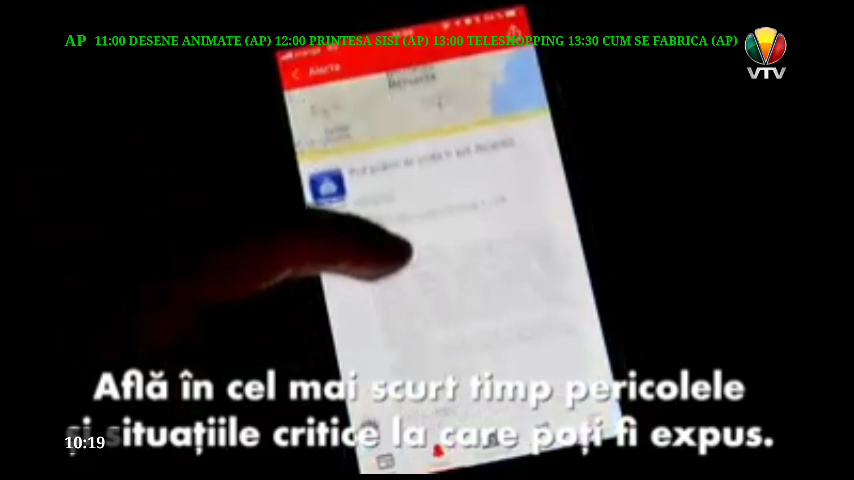 AP 11:00 DESENE ANIMATE (AP) 12:00 PRINTESA SISI (AP) 13:00 TELESHOPPING 13:30 CUM SE FABRICA (AP)
VTV
Alerte
Află în cel mai scurt timp pericolele
și situațiile critice la care poți fi expus.
10:19